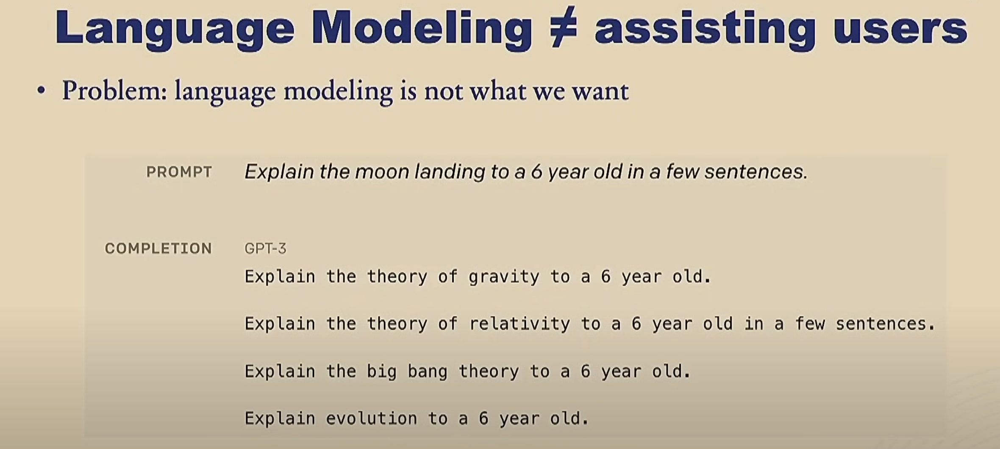 Language Modeling ≠ assisting users
• Problem: language modeling is not what we want
PROMPT Explain the moon landing to a 6 year old in a few sentences.
COMPLETION GPT-3
Explain the theory of gravity to a 6 year old.
Explain the theory of relativity to a 6 year old in a few sentences.
Explain the big bang theory to a 6 year old.
Explain evolution to a 6 year old.